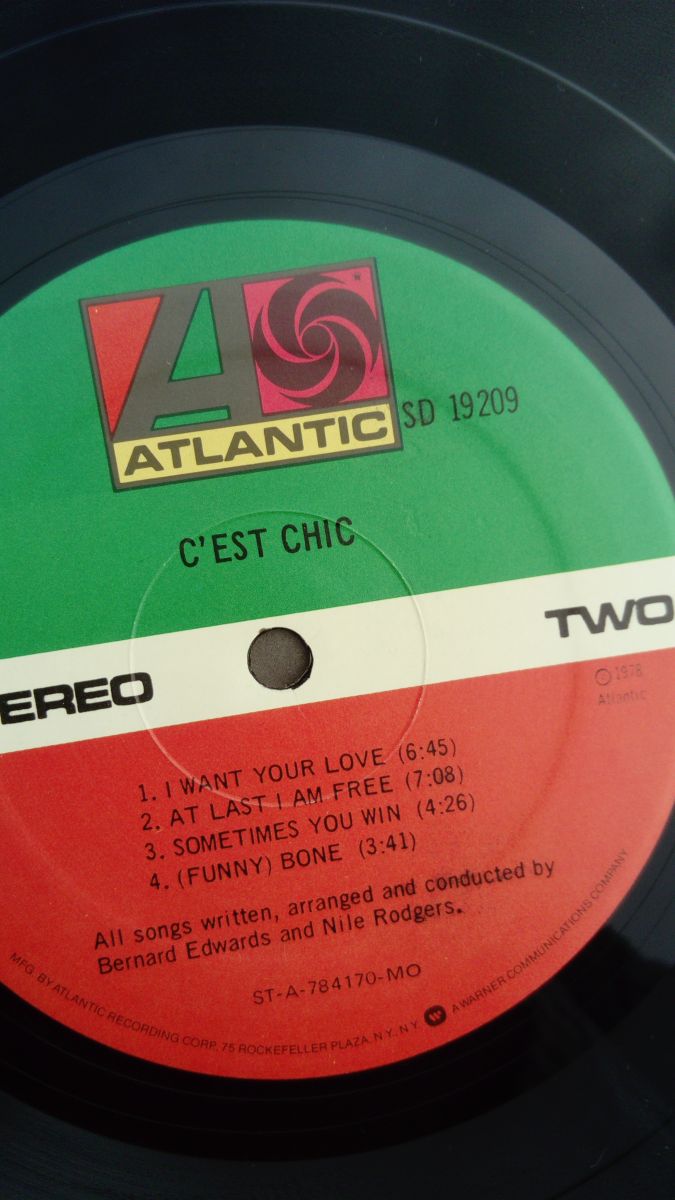 ATLANTIC
SD 19209
C'EST CHIC
EREO
TWO
Ⓟ 1978
Atlantic
1. I WANT YOUR LOVE (6:45)
2. AT LAST I AM FREE (7:08)
3. SOMETIMES YOU WIN (4:26)
4. (FUNNY) BONE (3:41)
All songs written, arranged and conducted by
Bernard Edwards and Nile Rodgers.
ST-A-784170-MO
MFG. BY ATLANTIC RECORDING CORP. 75 ROCKEFELLER PLAZA, N.Y., N.Y. A WARNER COMMUNICATIONS COMPANY